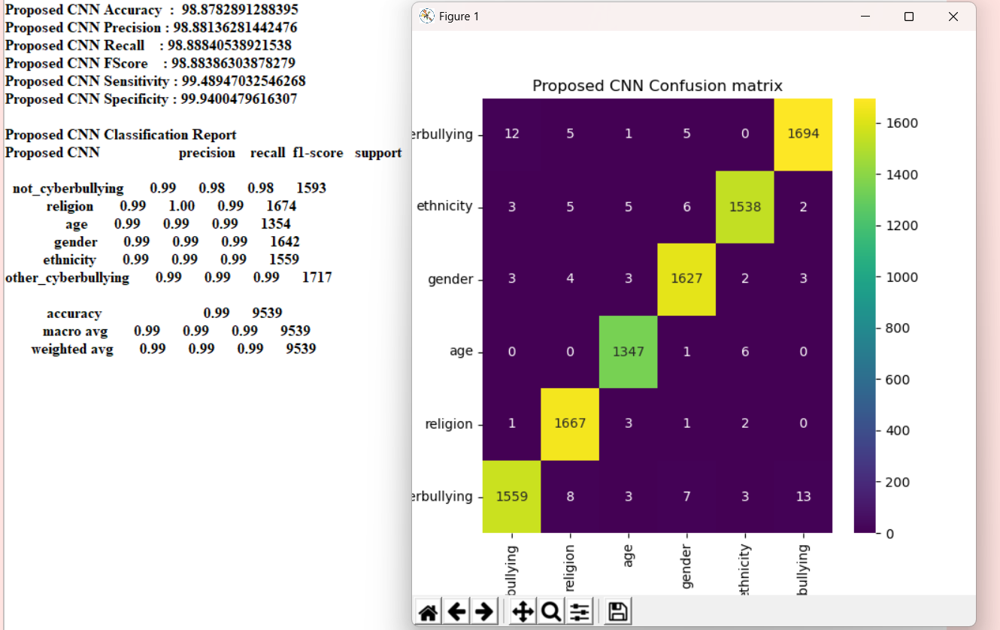 Proposed CNN Accuracy : 98.8782891288395
Proposed CNN Precision : 98.88136281442476
Proposed CNN Recall : 98.88840538921538
Proposed CNN FScore : 98.88386303878279
Proposed CNN Sensitivity : 99.48947032546268
Proposed CNN Specificity : 99.9400479616307
Proposed CNN Classification Report
Proposed CNN precision recall f1-score support
not_cyberbullying 0.99 0.98 0.98 1593
religion 0.99 1.00 0.99 1674
age 0.99 0.99 0.99 1354
gender 0.99 0.99 0.99 1642
ethnicity 0.99 0.99 0.99 1559
other_cyberbullying 0.99 0.99 0.99 1717
accuracy 0.99 9539
macro avg 0.99 0.99 0.99 9539
weighted avg 0.99 0.99 0.99 9539
Figure 1
Proposed CNN Confusion matrix
erbullying 12 5 1 5 0 1694
ethnicity 3 5 5 6 1538 2
gender 3 4 3 1627 2 3
age 0 0 1347 1 6 0
religion 1 1667 3 1 2 0
erbullying 1559 8 3 7 3 13
bullying
religion
age
gender
thnicity
bullying
1600
1400
1200
1000
800
600
400
200
0